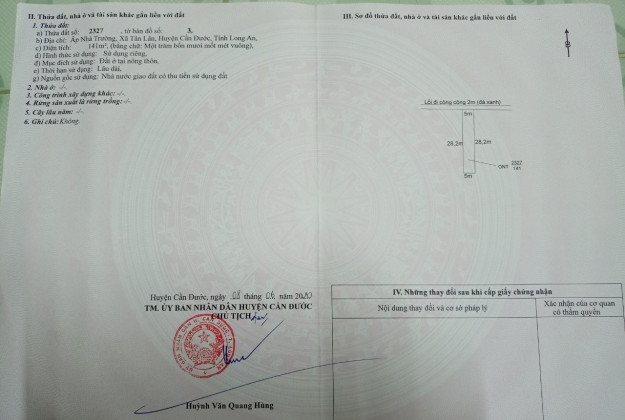 II. Thửa đất, nhà ở và tài sản khác gắn liền với đất
1. Thửa đất:
a) Thửa đất số: 2327 , tờ bản đồ số: 3,
b) Địa chỉ: Ấp Nhà Trường, Xã Tân Lân, Huyện Cần Đước, Tỉnh Long An,
c) Diện tích: 141m², (bằng chữ: Một trăm bốn mươi mốt mét vuông),
d) Hình thức sử dụng: Sử dụng riêng,
đ) Mục đích sử dụng: Đất ở tại nông thôn,
e) Thời hạn sử dụng: Lâu dài,
g) Nguồn gốc sử dụng: Nhà nước giao đất có thu tiền sử dụng đất
2. Nhà ở: -/-.
3. Công trình xây dựng khác: -/-.
4. Rừng sản xuất là rừng trồng: -/-.
5. Cây lâu năm: -/-.
6. Ghi chú: Không.
Huyện Cần Đước, ngày 08 tháng 06 năm 2020
TM. ỦY BAN NHÂN DÂN HUYỆN CẦN ĐƯỚC
CHỦ TỊCH
Huỳnh Văn Quang Hùng
III. Sơ đồ thửa đất, nhà ở và tài sản khác gắn liền với đất
B
Lối đi công cộng 2m (đá xanh)
5m
28,2m 28,2m
ONT 2327
141
5m
IV. Những thay đổi sau khi cấp giấy chứng nhận
Nội dung thay đổi và cơ sở pháp lý
Xác nhận của cơ quan
có thẩm quyền